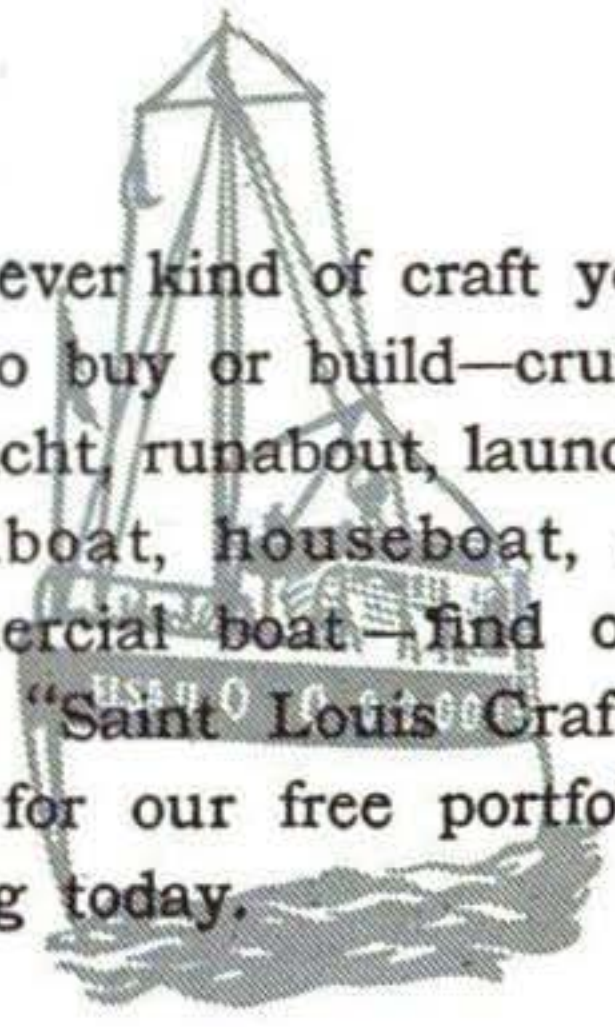 ever kind of craft yo
o buy or build—cru
cht, runabout, launc
boat, houseboat,
ercial boat—find o
"Saint Louis Craf
for our free portfo
g today.